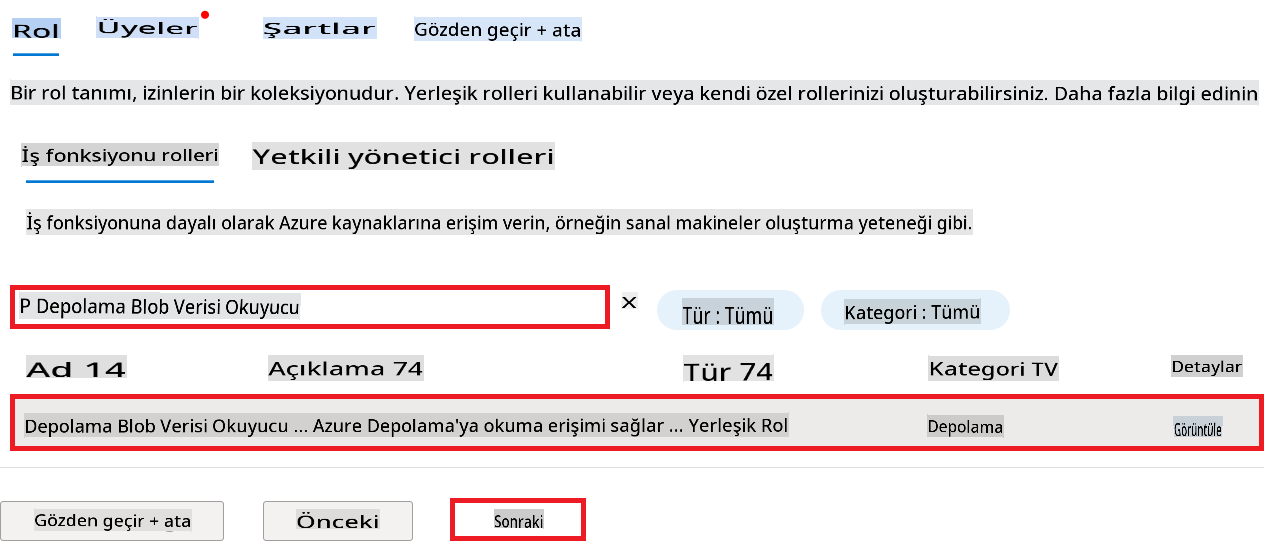 Rol Üyeler Şartlar Gözden geçir + ata
Bir rol tanımı, izinlerin bir koleksiyonudur. Yerleşik rolleri kullanabilir veya kendi özel rollerinizi oluşturabilirsiniz. Daha fazla bilgi edinin
İş fonksiyonu rolleri Yetkili yönetici rolleri
İş fonksiyonuna dayalı olarak Azure kaynaklarına erişim verin, örneğin sanal makineler oluşturma yeteneği gibi.
P Depolama Blob Verisi Okuyucu × Tür : Tümü Kategori : Tümü
Ad 14 Açıklama 74 Tür 74 Kategori TV Detaylar
Depolama Blob Verisi Okuyucu ... Azure Depolama'ya okuma erişimi sağlar ... Yerleşik Rol Depolama Görüntüle
Gözden geçir + ata Önceki Sonraki